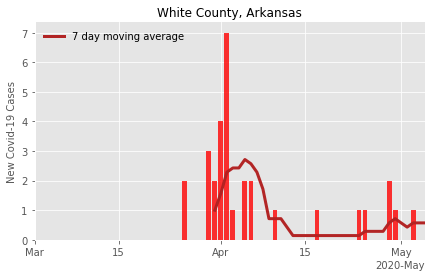 White County, Arkansas
7 day moving average
New Covid-19 Cases
7
6
5
4
3
2
1
0
Mar 15 Apr 15 May
2020-May